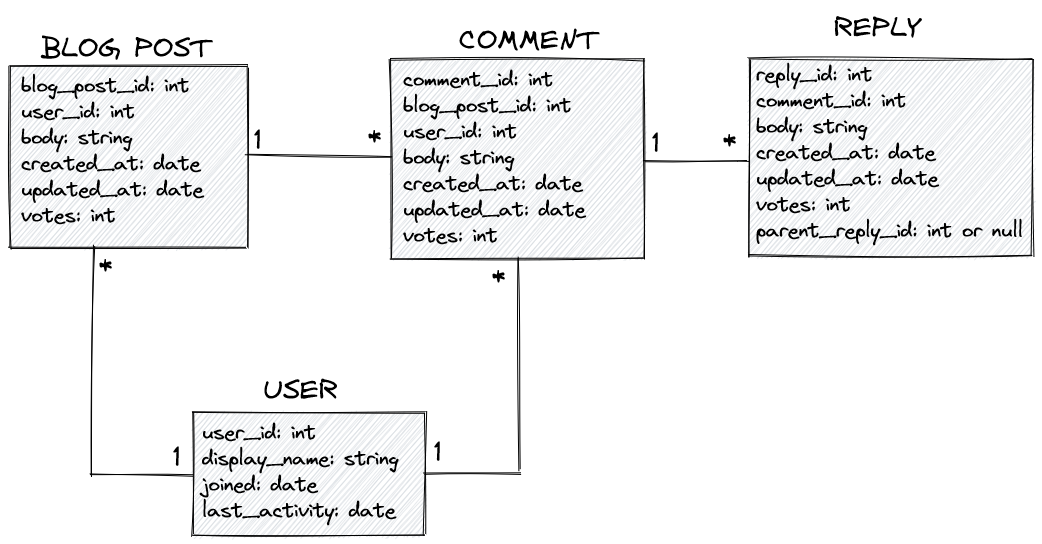 BLOG POST
blog_post_id: int
user_id: int
body: string
created_at: date
updated_at: date
votes: int
1
*
COMMENT
comment_id: int
blog_post_id: int
user_id: int
body: string
created_at: date
updated_at: date
votes: int
1
*
REPLY
reply_id: int
comment_id: int
body: string
created_at: date
updated_at: date
votes: int
parent_reply_id: int or null
*
*
USER
1
1
user_id: int
display_name: string
joined: date
last_activity: date